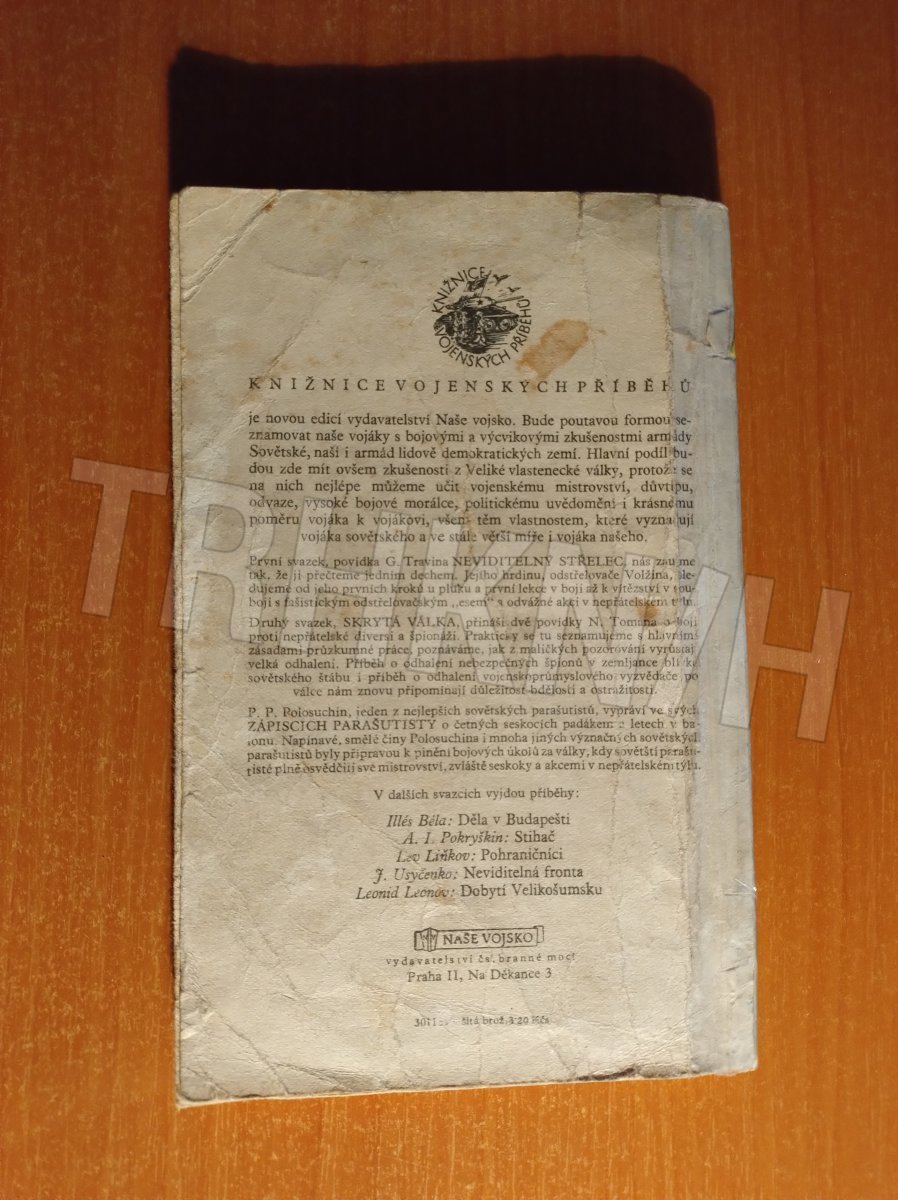 KNIŽNICE
VOJENSKÝCH PŘÍBĚHŮ
KNIŽNICE VOJENSKÝCH PŘÍBĚHŮ
je novou edicí vydavatelství Naše vojsko. Bude poutavou formou se-
znamovat naše vojáky s bojovými a výcvikovými zkušenostmi armády
Sovětské, naší i armád lidově demokratických zemí. Hlavní podíl bu-
dou zde mít ovšem zkušenosti z Veliké vlastenecké války, protože se
na nich nejlépe můžeme učit vojenskému mistrovství, důvtipu,
odvaze, vysoké bojové morálce, politickému uvědomění i krásnému
poměru vojáka k vojákovi, všem těm vlastnostem, které vyznačují
vojáka sovětského a ve stále větší míře i vojáka našeho.
První svazek, povídka G. Travina NEVIDITELNÝ STŘELEC, nás zaujme
tak, že ji přečteme jedním dechem. Jejího hrdinu, odstřelovače Volžina, sle-
dujeme od jeho prvních kroků u pluku a první lekce v boji až k vítězství v sou-
boji s fašistickým odstřelovačským „esem“ a odvážné akci v nepřátelském týlu.
Druhý svazek, SKRYTÁ VÁLKA, přináší dvě povídky N. Tomana o boji
proti nepřátelské diversi a špionáži. Prakticky se tu seznamujeme s hlavními
zásadami průzkumné práce, poznáváme, jak z maličkých pozorování vyrůstají
velká odhalení. Příběh o odhalení nebezpečných špionů v zemljance blízko
sovětského štábu i příběh o odhalení vojenskoprůmyslového vyzvědače po
válce nám znovu připomínají důležitost bdělosti a ostražitosti.
P. P. Polosuchin, jeden z nejlepších sovětských parašutistů, vypráví ve svých
ZÁPISCÍCH PARAŠUTISTY o četných seskocích padákem a letech v ba-
lonu. Napínavé, smělé činy Polosuchina i mnoha jiných význačných sovětských
parašutistů byly přípravou k plnění bojových úkolů za války, kdy sovětští parašu-
tisté plně osvědčili své mistrovství, zvláště seskoky a akcemi v nepřátelském týlu.
V dalších svazcích vyjdou příběhy:
Illés Béla: Děla v Budapešti
A. I. Pokryškin: Stihač
Lev Liňkov: Pohraničníci
J. Usyčenko: Neviditelná fronta
Leonid Leonov: Dobytí Velikošumsku
NAŠE VOJSKO
vydavatelství čs. branné moci
Praha II, Na Děkance 3
šitá brož. 20 Kčs